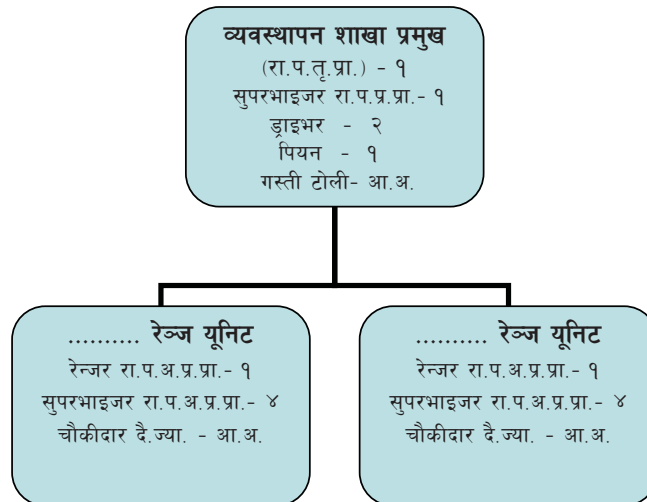 व्यवस्थापन शाखा प्रमुख
(रा.प.तृ.प्रा.) - १
सुपरभाइजर रा.प.प्र.प्रा.- १
ड्राइभर - २
पियन - १
गस्ती टोली- आ.अ.
.......... रेञ्ज यूनिट
रेन्जर रा.प.अ.प्र.प्रा.- १
सुपरभाइजर रा.प.अ.प्र.प्रा.- ४
चौकीदार दै.ज्या. - आ.अ.
.......... रेञ्ज यूनिट
रेन्जर रा.प.अ.प्र.प्रा.- १
सुपरभाइजर रा.प.अ.प्र.प्रा.- ४
चौकीदार दै.ज्या. - आ.अ.